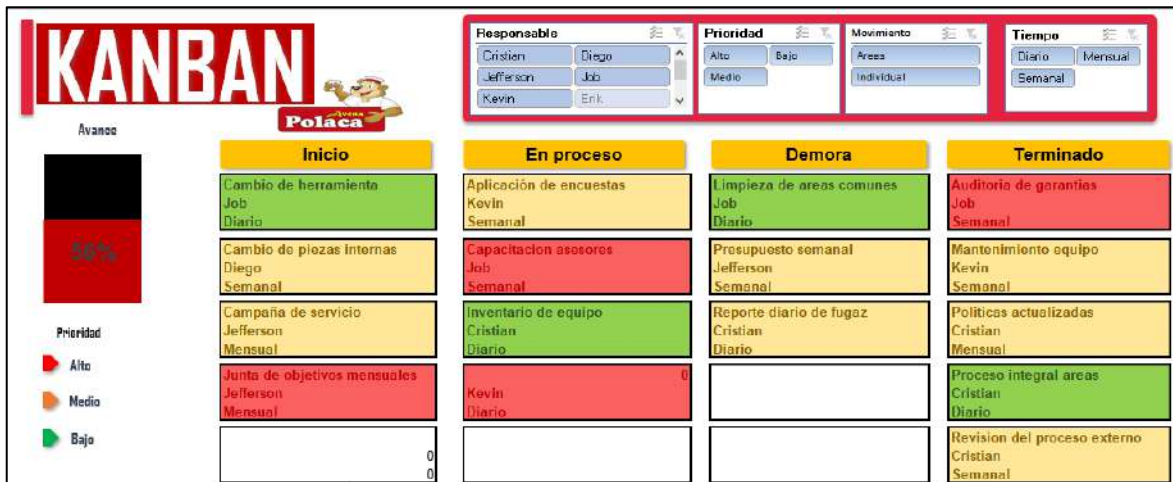 KANBAN
Avena
Polaca
Responsable
Cristian
Diego
Jefferson
Job
Kevin
Erik
Prioridad
Alto
Bajo
Medio
Movimiento
Areas
Individual
Tiempo
Diario
Mensual
Semanal
Avance
56%
Prioridad
Alto
Medio
Bajo
Inicio
Cambio de herramienta
Job
Diario
Cambio de piezas internas
Diego
Semanal
Campaña de servicio
Jefferson
Mensual
Junta de objetivos mensuales
Jefferson
Mensual
0
0
En proceso
Aplicación de encuestas
Kevin
Semanal
Capacitacion asesores
Job
Semanal
Inventario de equipo
Cristian
Diario
0
Kevin
Diario
Demora
Limpieza de areas comunes
Job
Diario
Presupuesto semanal
Jefferson
Semanal
Reporte diario de fugaz
Cristian
Diario
Terminado
Auditoria de garantias
Job
Semanal
Mantenimiento equipo
Kevin
Semanal
Politicas actualizadas
Cristian
Mensual
Proceso integral areas
Cristian
Diario
Revision del proceso externo
Cristian
Semanal